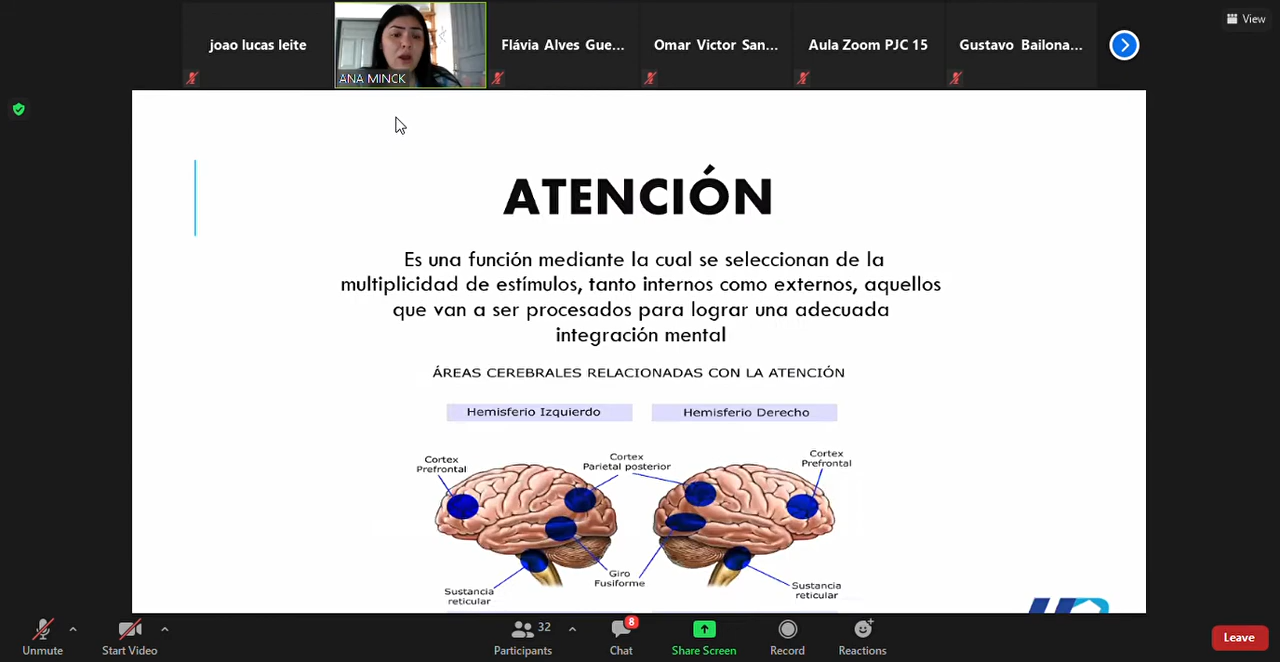 View
joao lucas leite
ANA MINCK
Flávia Alves Gue...
Omar Victor San...
Aula Zoom PJC 15
Gustavo Bailona...
ATENCIÓN
Es una función mediante la cual se seleccionan de la
multiplicidad de estímulos, tanto internos como externos, aquellos
que van a ser procesados para lograr una adecuada
integración mental
ÁREAS CEREBRALES RELACIONADAS CON LA ATENCIÓN
Hemisferio Izquierdo
Hemisferio Derecho
Cortex
Prefrontal
Cortex
Parietal posterior
Cortex
Prefrontal
Giro
Fusiforme
Sustancia
reticular
Sustancia
reticular
Unmute
Start Video
32
Participants
8
Chat
Share Screen
Record
Reactions
Leave